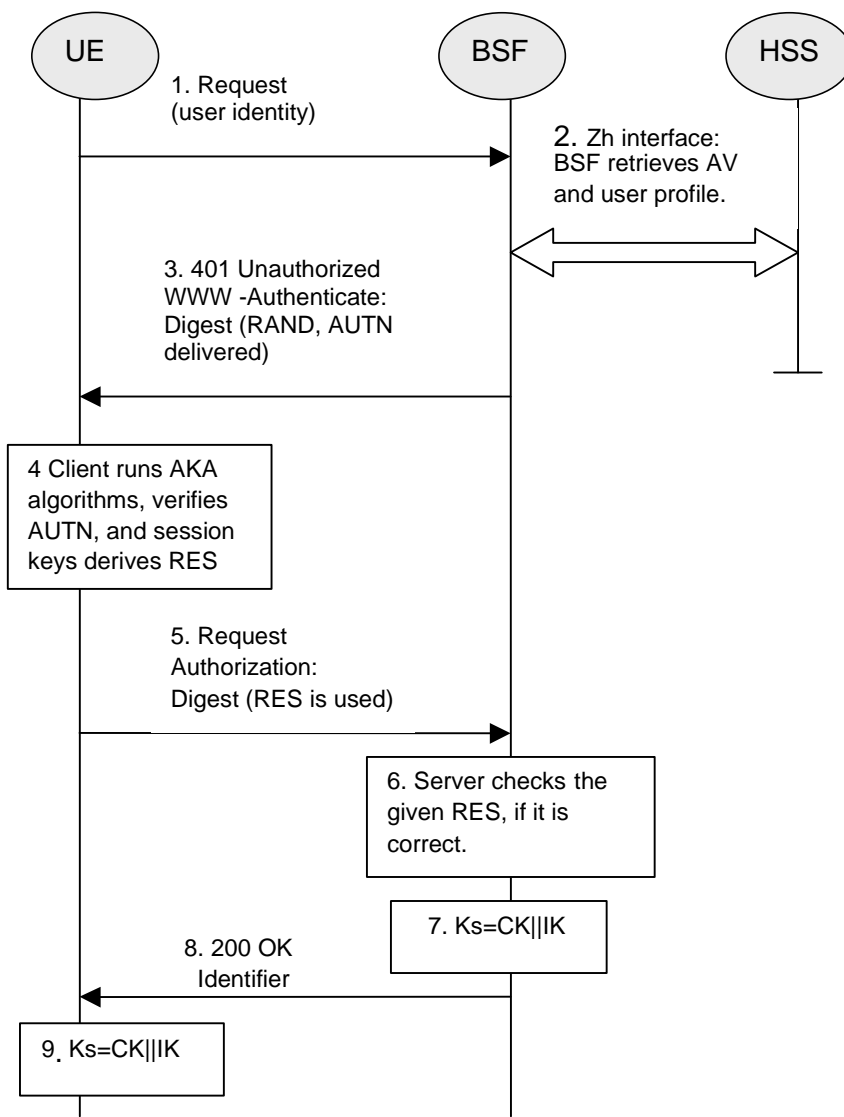 UE
BSF
HSS
1. Request
(user identity)
2. Zh interface:
BSF retrieves AV
and user profile.
3. 401 Unauthorized
WWW -Authenticate:
Digest (RAND, AUTN
delivered)
4 Client runs AKA
algorithms, verifies
AUTN, and session
keys derives RES
5. Request
Authorization:
Digest (RES is used)
6. Server checks the
given RES, if it is
correct.
7. Ks=CK||IK
8. 200 OK
Identifier
9. Ks=CK||IK